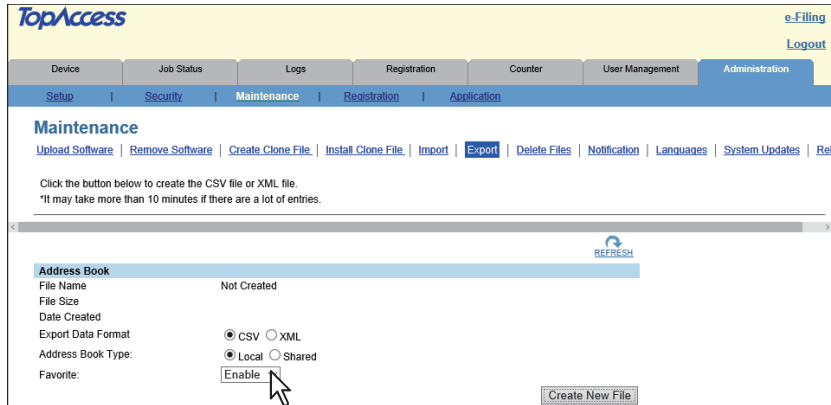 TopAccess
e-Filing
Logout
Device Job Status Logs Registration Counter User Management Administration
Setup | Security | Maintenance | Registration | Application
Maintenance
Upload Software | Remove Software | Create Clone File | Install Clone File | Import | Export | Delete Files | Notification | Languages | System Updates | Re
Click the button below to create the CSV file or XML file.
*It may take more than 10 minutes if there are a lot of entries.
REFRESH
Address Book
File Name Not Created
File Size
Date Created
Export Data Format CSV XML
Address Book Type: Local Shared
Favorite: Enable
Create New File